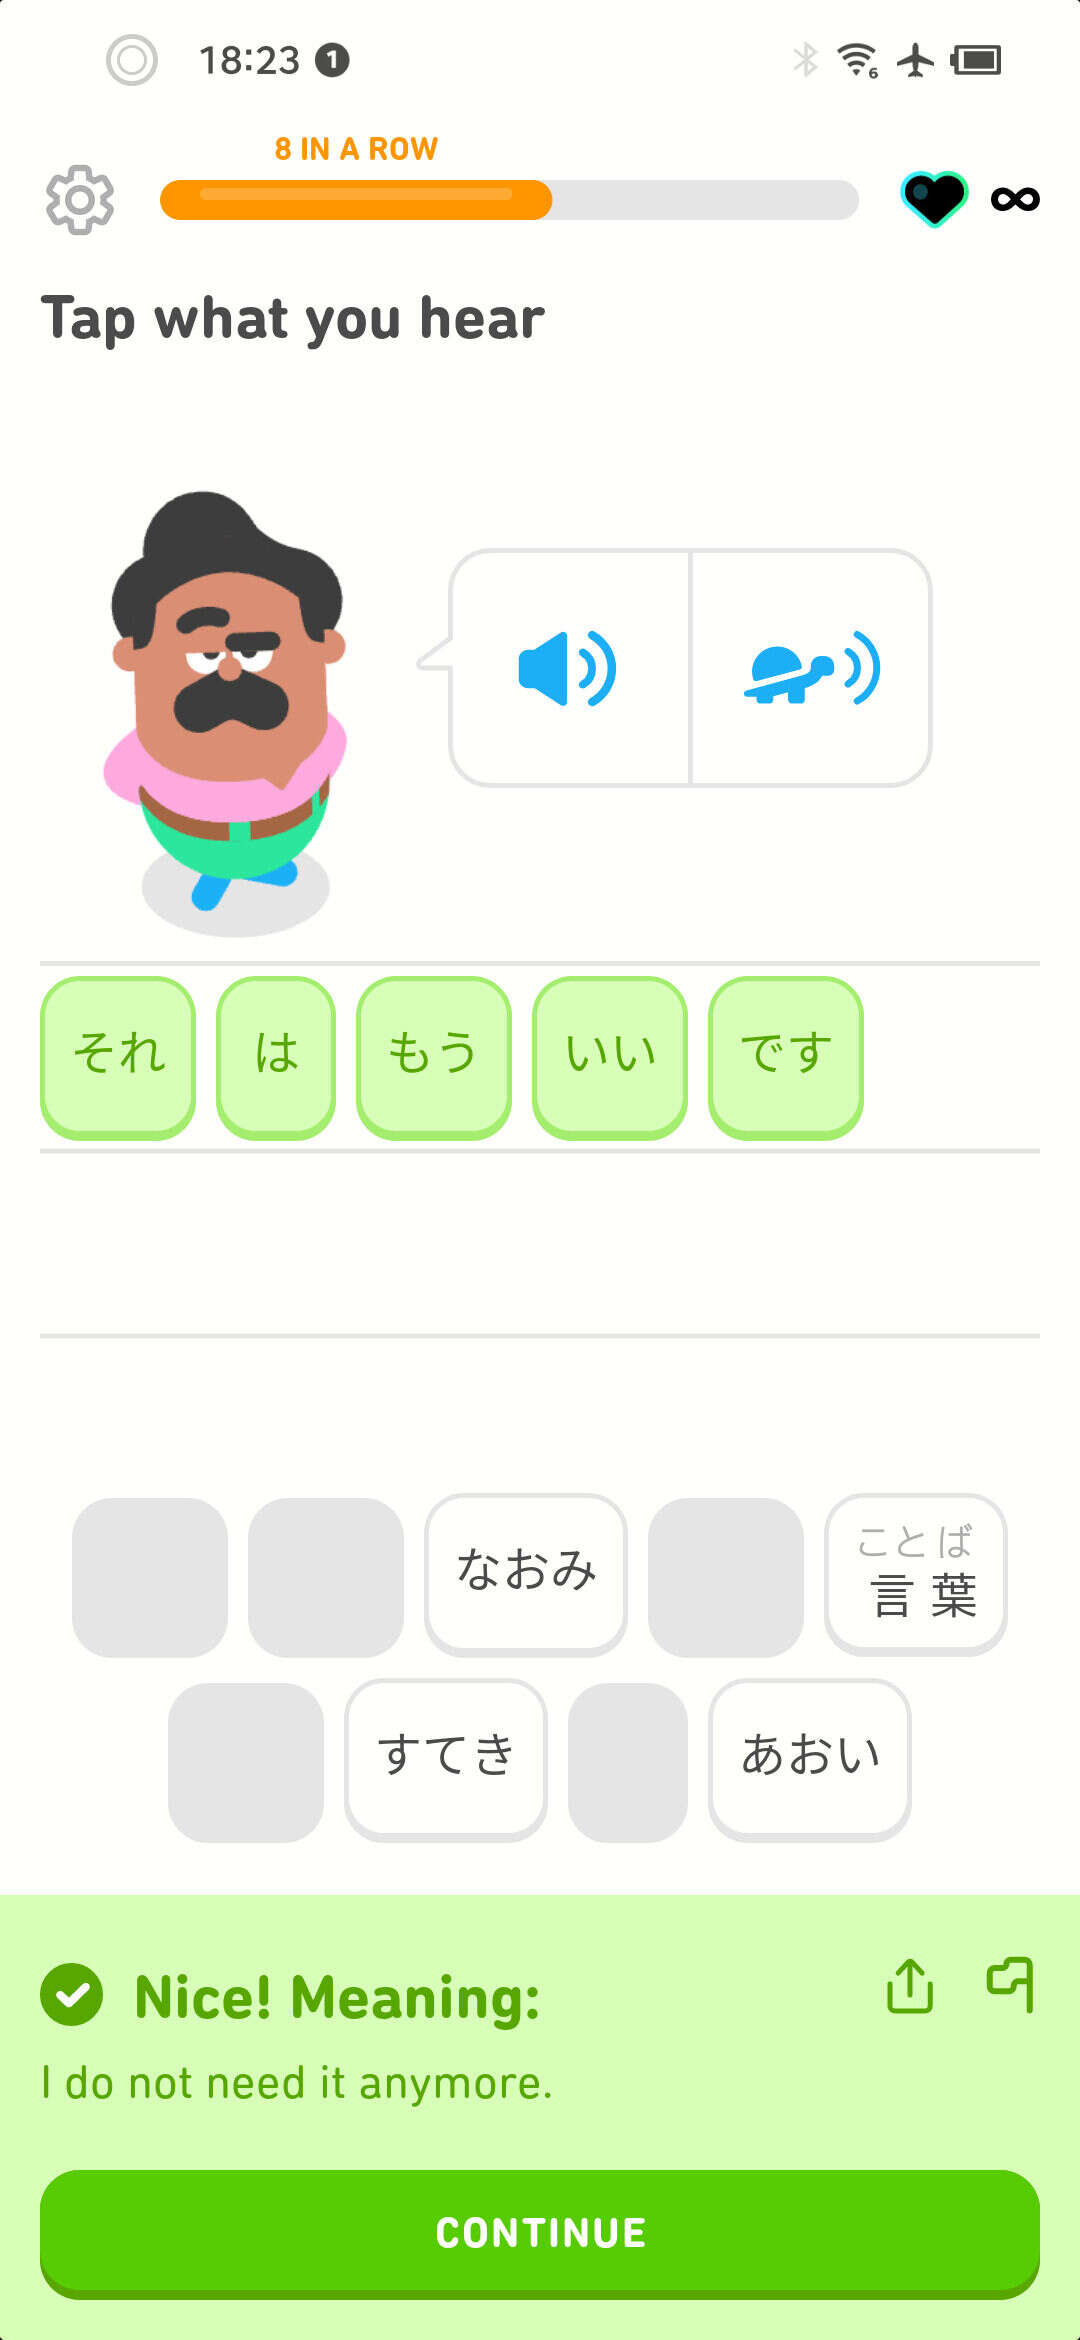 18:23 1
6
8 IN A ROW
Tap what you hear
それ は もう いい です
なおみ
ことば
言葉
すてき あおい
Nice! Meaning:
I do not need it anymore.
CONTINUE